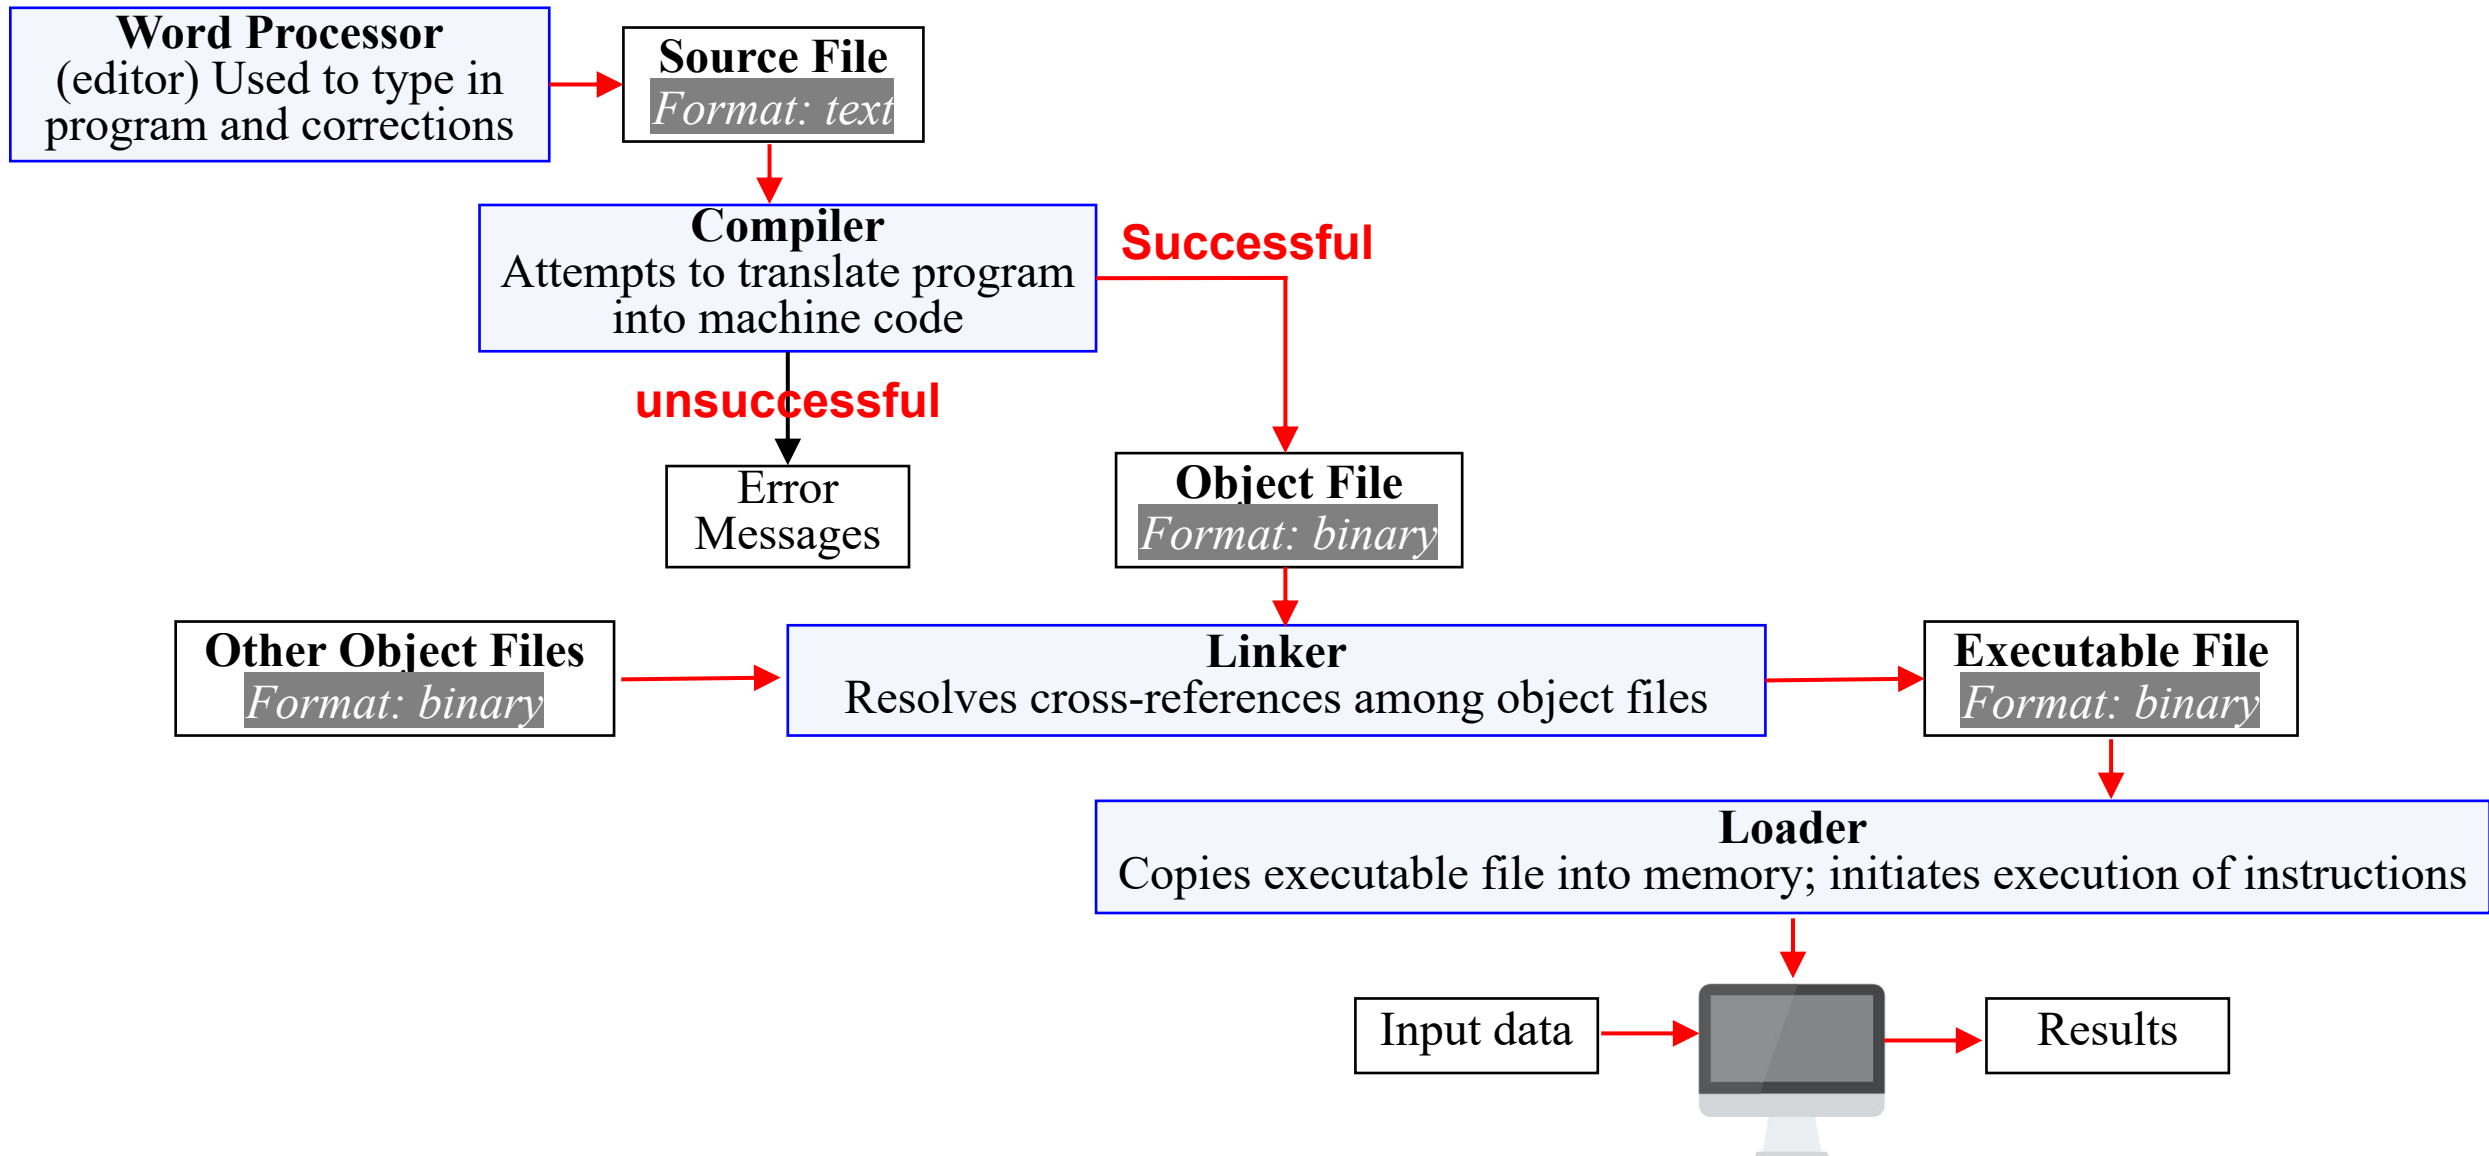 Word Processor
(editor) Used to type in
program and corrections
Source File
Format: text
Compiler
Attempts to translate program
into machine code
Successful
unsuccessful
Error
Messages
Object File
Format: binary
Other Object Files
Format: binary
Linker
Resolves cross-references among object files
Executable File
Format: binary
Loader
Copies executable file into memory; initiates execution of instructions
Input data
Results